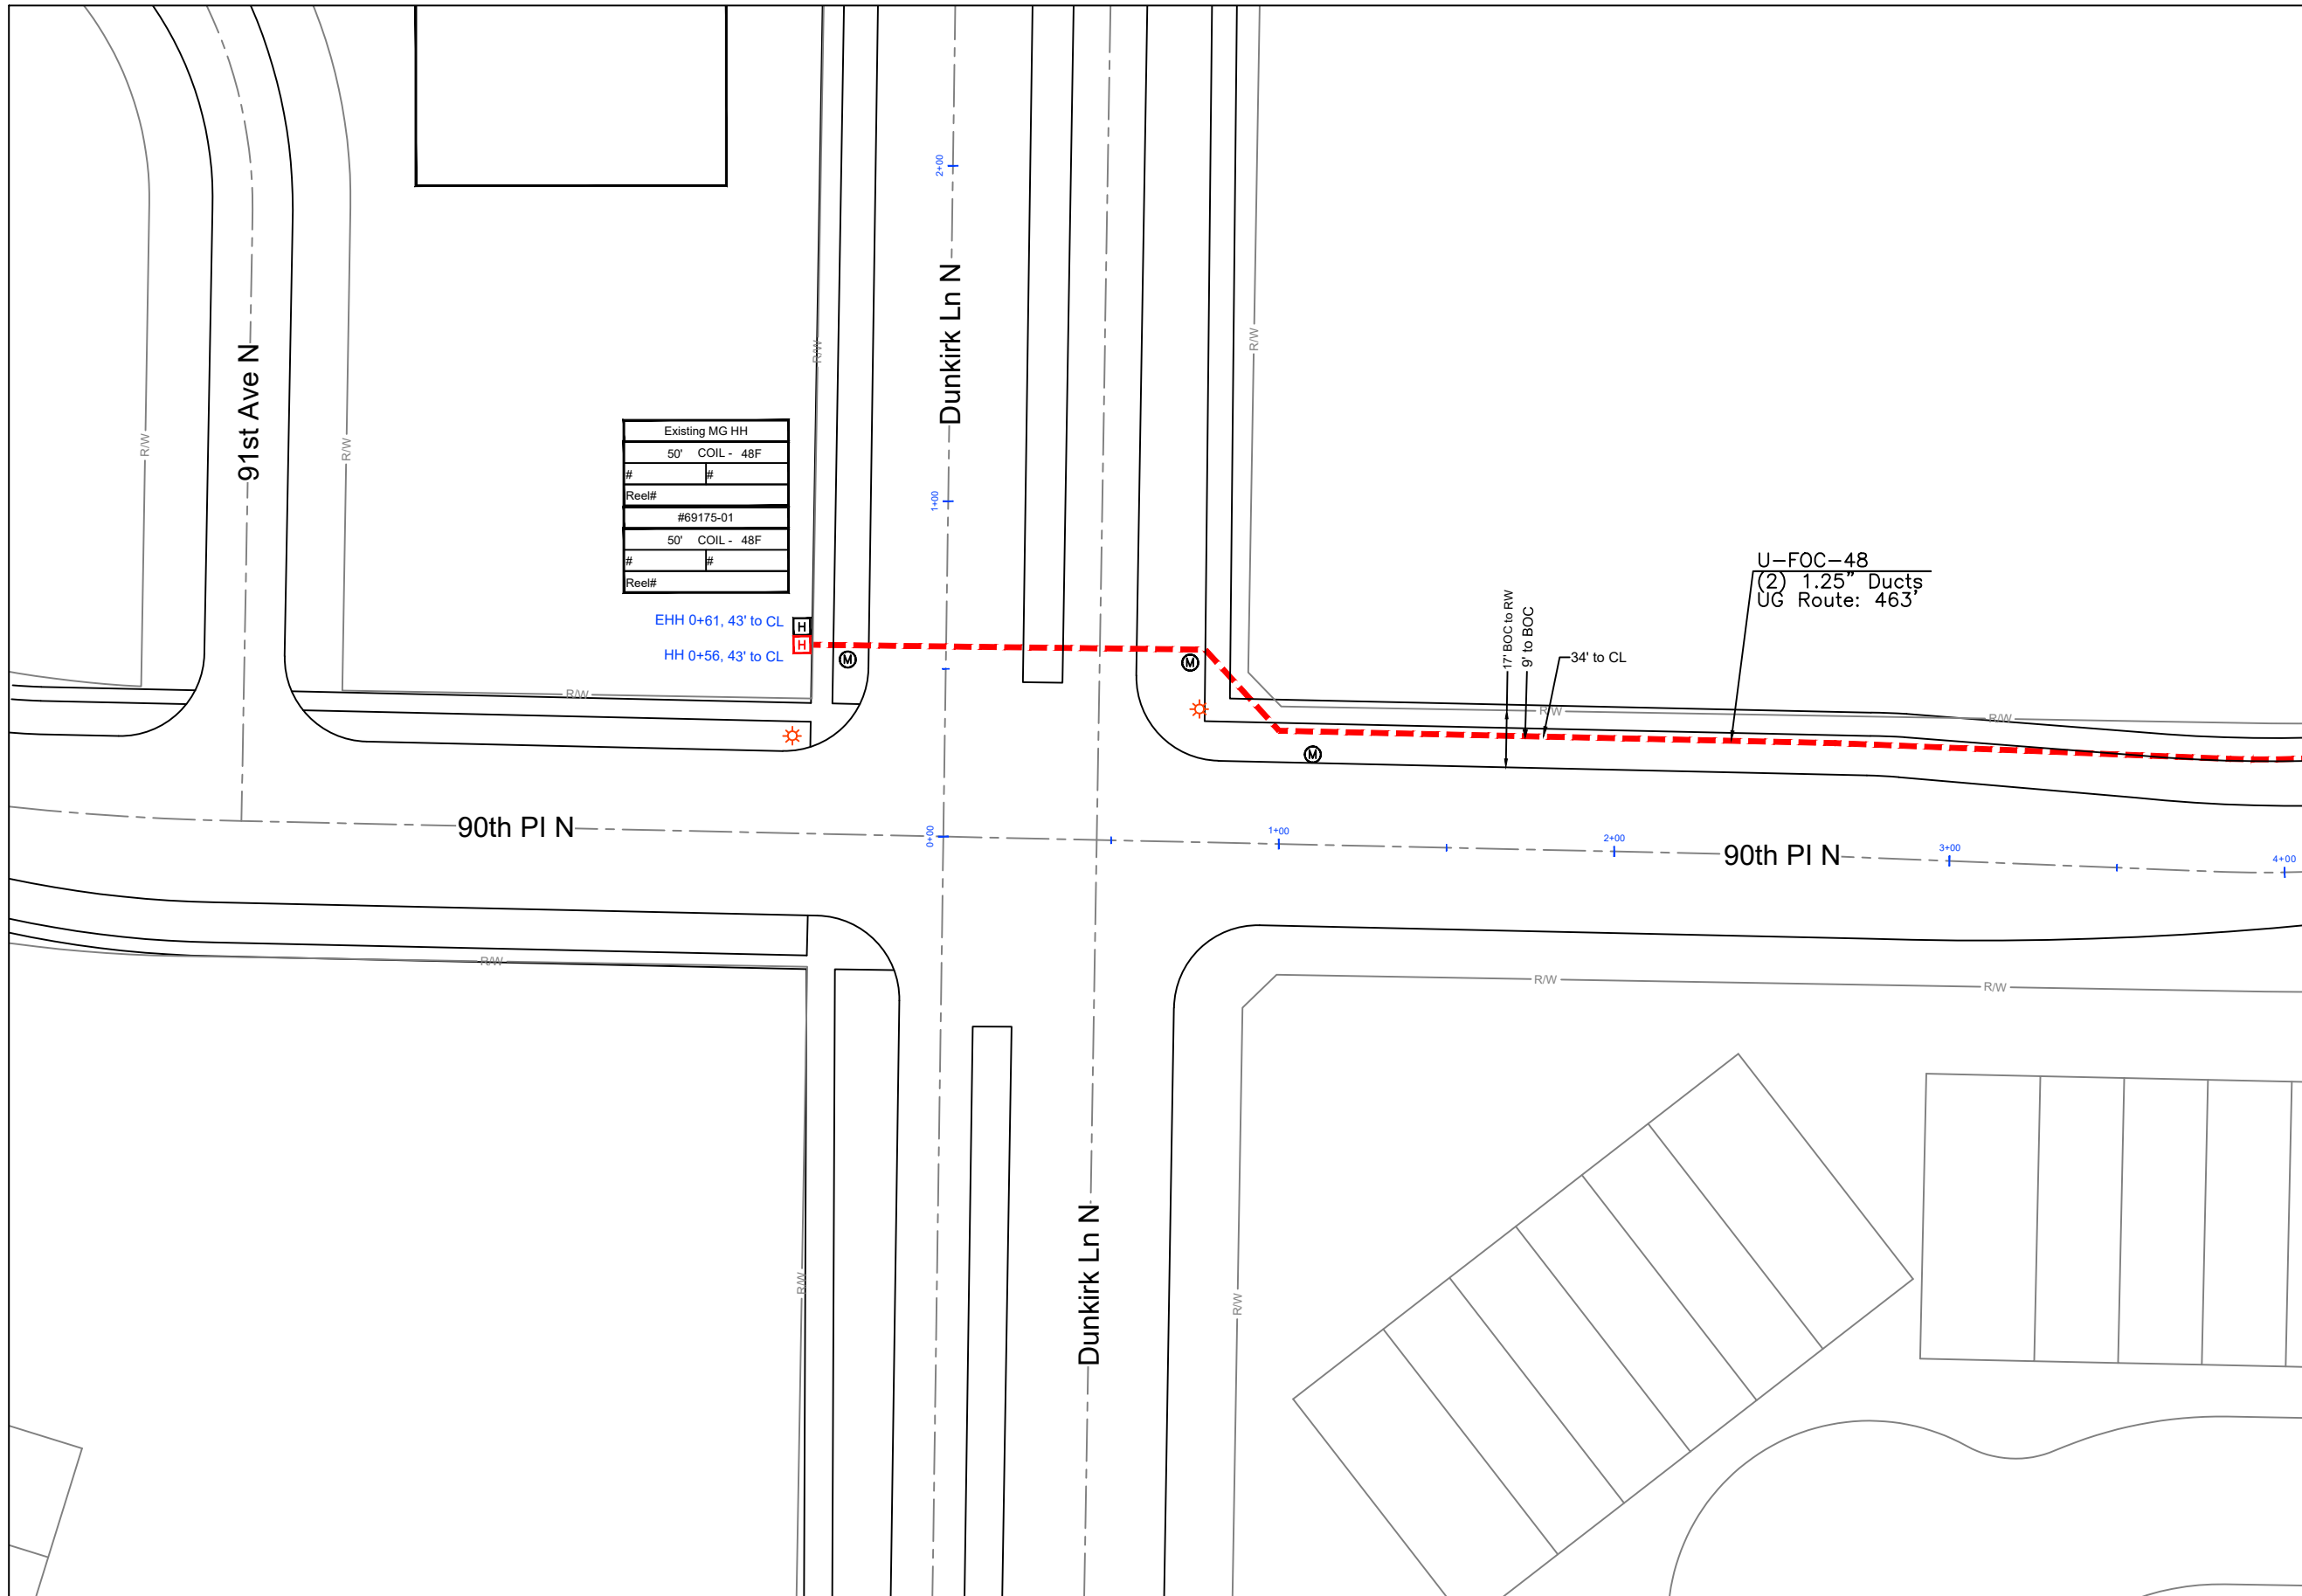 2+00
Dunkirk Ln N
R/W
R/W
91st Ave N
R/W
R/W
Existing MG HH
50' COIL - 48F
# #
Reel#
#69175-01
50' COIL - 48F
# #
Reel#
1+00
U-FOC-48
(2) 1.25" Ducts
UG Route: 463'
EHH 0+61, 43' to CL
H
H
HH 0+56, 43' to CL
M
M
17' BOC to RW
9' to BOC
34' to CL
R/W
R/W
R/W
M
90th Pl N
0+00
1+00
2+00
90th Pl N
3+00
4+00
R/W
R/W
R/W
Dunkirk Ln N
R/W
R/W